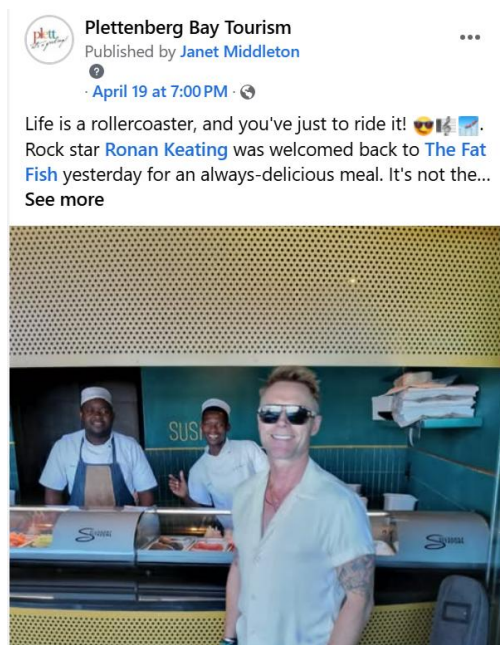 plett
Plettenberg Bay Tourism
Published by Janet Middleton
· April 19 at 7:00 PM ·
Life is a rollercoaster, and you've just to ride it! 😎🎼🎢.
Rock star Ronan Keating was welcomed back to The Fat
Fish yesterday for an always-delicious meal. It's not the...
See more
SUS